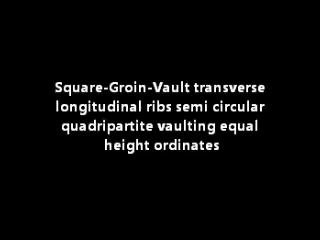 Square-Groin-Vault transverse
longitudinal ribs semi circular
quadripartite vaulting equal
height ordinates